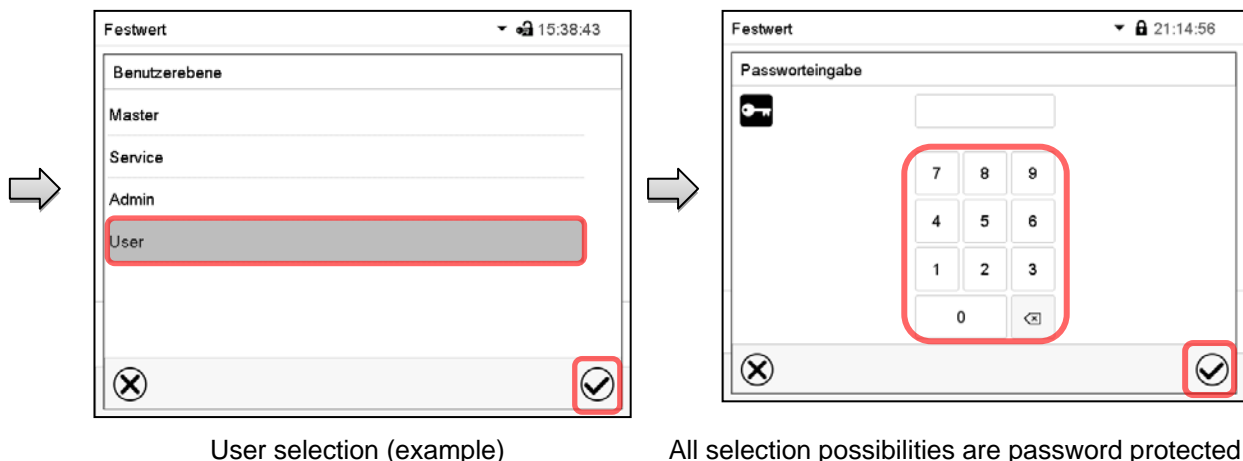 Festwert 15:38:43
Benutzerebene
Master
Service
Admin
User
User selection (example)
Festwert 21:14:56
Passworteingabe
7 8 9
4 5 6
1 2 3
0
All selection possibilities are password protected